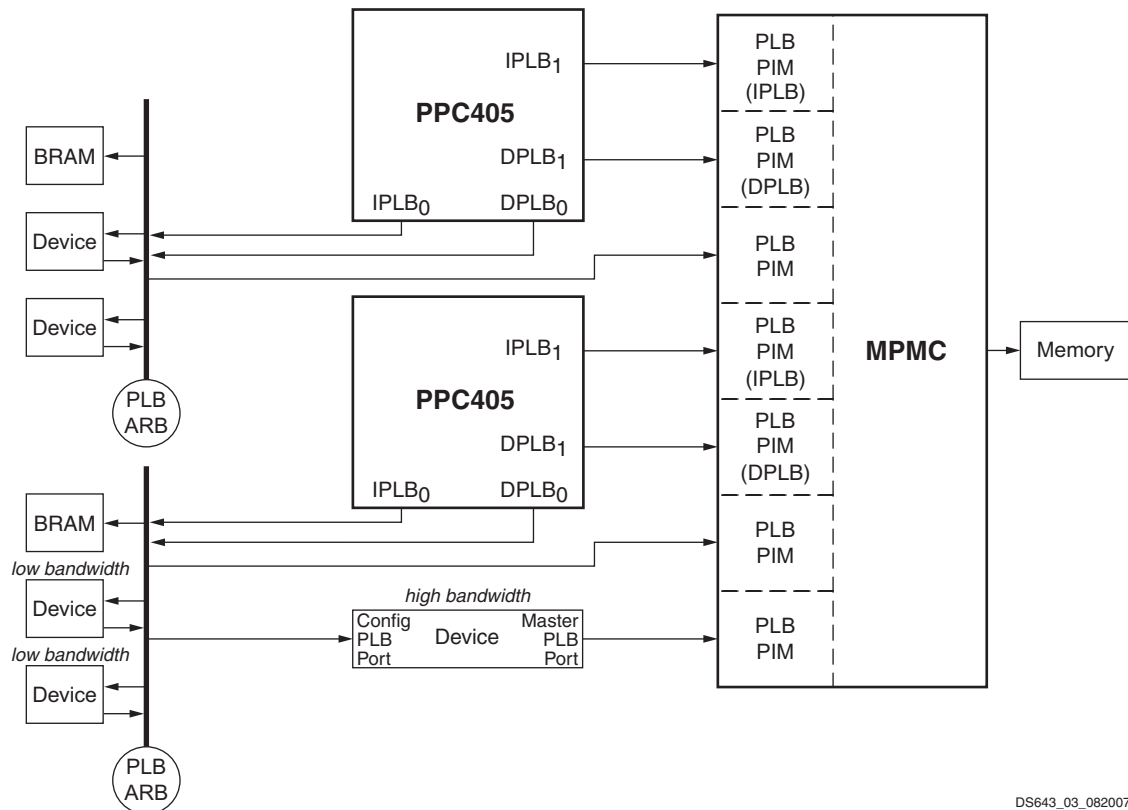 PLB
PIM
(IPLB)
IPLB1
PPC405
BRAM
DPLB1
PLB
PIM
(DPLB)
IPLB0
DPLB0
Device
PLB
PIM
Device
PLB
ARB
IPLB1
PPC405
PLB
PIM
(IPLB)
MPMC
Memory
DPLB1
PLB
PIM
(DPLB)
IPLB0
DPLB0
BRAM
PLB
PIM
low bandwidth
Device
high bandwidth
Config
PLB
Port
Device
Master
PLB
Port
PLB
PIM
low bandwidth
Device
PLB
ARB
DS643_03_082007